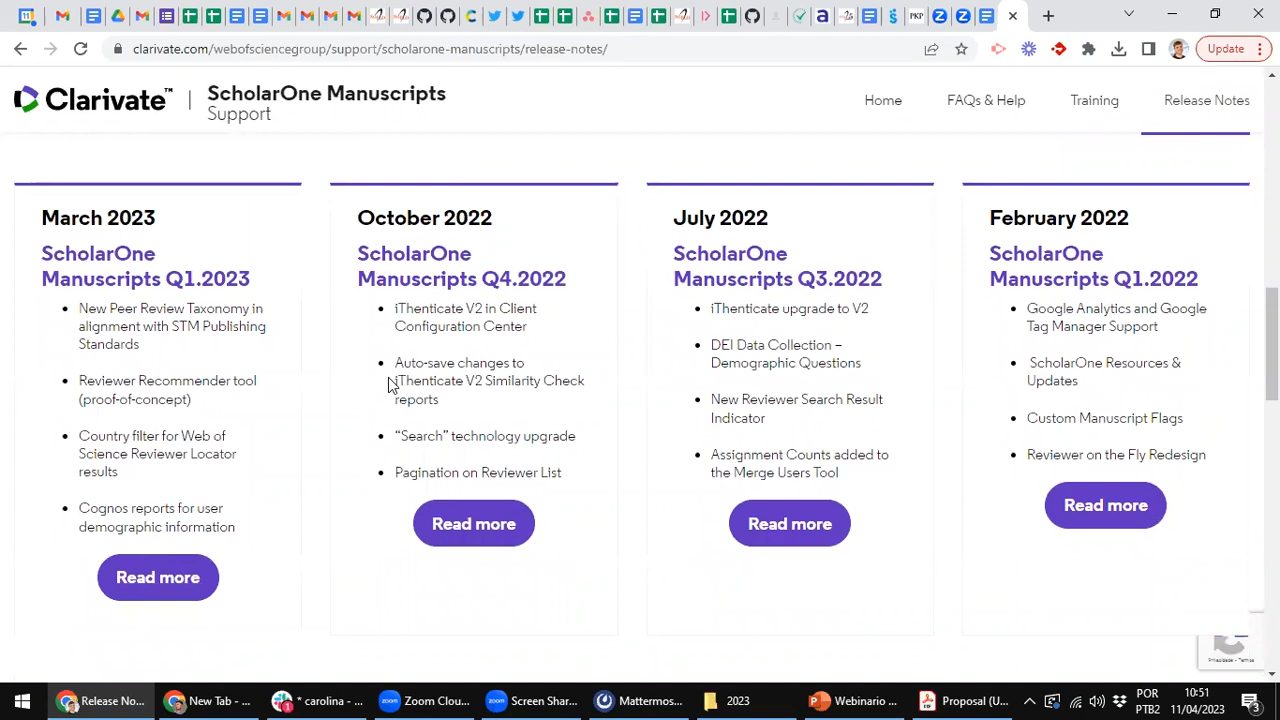 clarivate.com/webofsciencegroup/support/scholarone-manuscripts/release-notes/
Update
Clarivate™
ScholarOne Manuscripts
Support
Home
FAQs & Help
Training
Release Notes
March 2023
ScholarOne
Manuscripts Q1.2023
New Peer Review Taxonomy in
alignment with STM Publishing
Standards
Reviewer Recommender tool
(proof-of-concept)
Country filter for Web of
Science Reviewer Locator
results
Cognos reports for user
demographic information
Read more
October 2022
ScholarOne
Manuscripts Q4.2022
iThenticate V2 in Client
Configuration Center
Auto-save changes to
iThenticate V2 Similarity Check
reports
“Search” technology upgrade
Pagination on Reviewer List
Read more
July 2022
ScholarOne
Manuscripts Q3.2022
iThenticate upgrade to V2
DEI Data Collection –
Demographic Questions
New Reviewer Search Result
Indicator
Assignment Counts added to
the Merge Users Tool
Read more
February 2022
ScholarOne
Manuscripts Q1.2022
Google Analytics and Google
Tag Manager Support
ScholarOne Resources &
Updates
Custom Manuscript Flags
Reviewer on the Fly Redesign
Read more
Privacidade - Termos
Release No...
New Tab - ...
* carolina - ...
Zoom Clou...
Screen Shar...
Mattermos...
2023
Webinario ...
Proposal (U...
POR
PTB2
10:51
11/04/2023